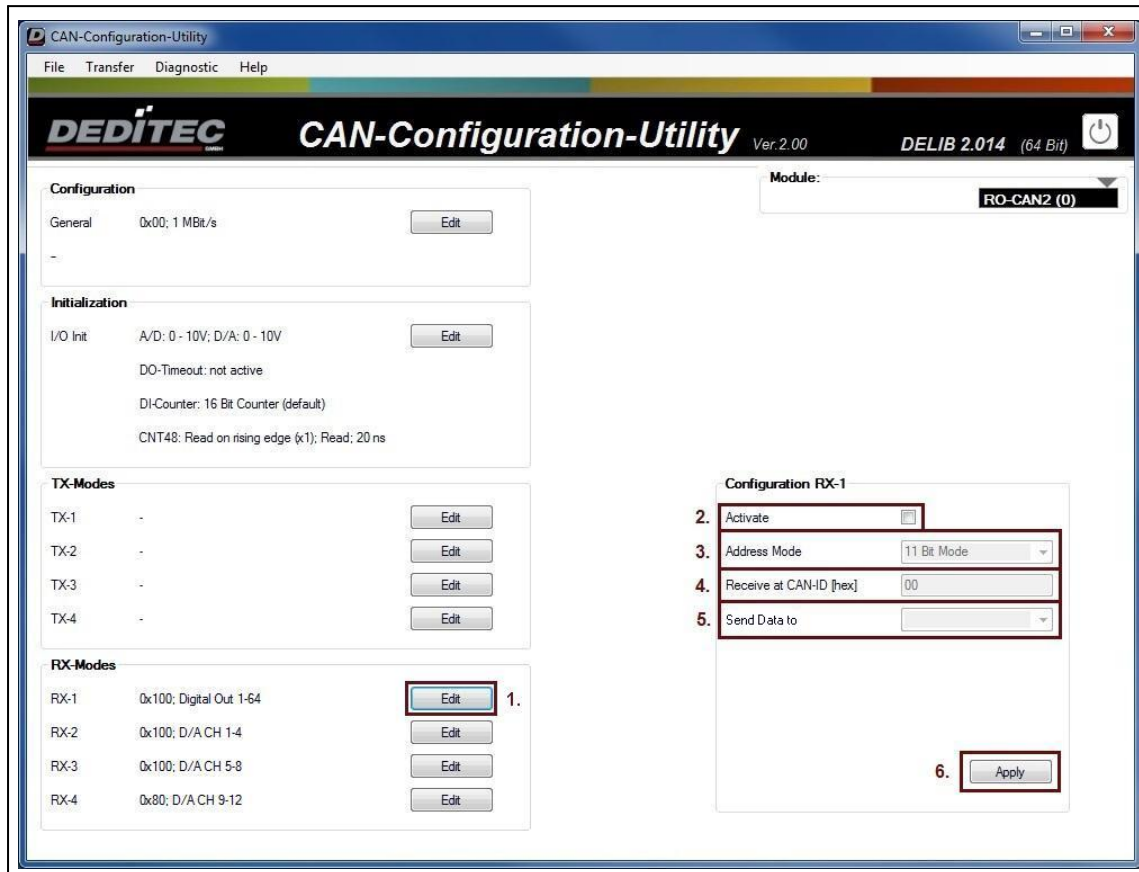 CAN-Configuration-Utility
File Transfer Diagnostic Help
DEDITEC GMBH CAN-Configuration-Utility Ver.2.00 DELIB 2.014 (64 Bit)
Module:
RO-CAN2 (0)
Configuration
General 0x00; 1 MBit/s Edit
-
Initialization
I/O Init A/D: 0 - 10V; D/A: 0 - 10V Edit
DO-Timeout: not active
DI-Counter: 16 Bit Counter (default)
CNT48: Read on rising edge (x1); Read; 20 ns
TX-Modes
TX-1 - Edit
TX-2 - Edit
TX-3 - Edit
TX-4 - Edit
RX-Modes
RX-1 0x100; Digital Out 1-64 Edit 1.
RX-2 0x100; D/A CH 1-4 Edit
RX-3 0x100; D/A CH 5-8 Edit
RX-4 0x80; D/A CH 9-12 Edit
Configuration RX-1
2. Activate
3. Address Mode 11 Bit Mode
4. Receive at CAN-ID [hex] 00
5. Send Data to
6. Apply